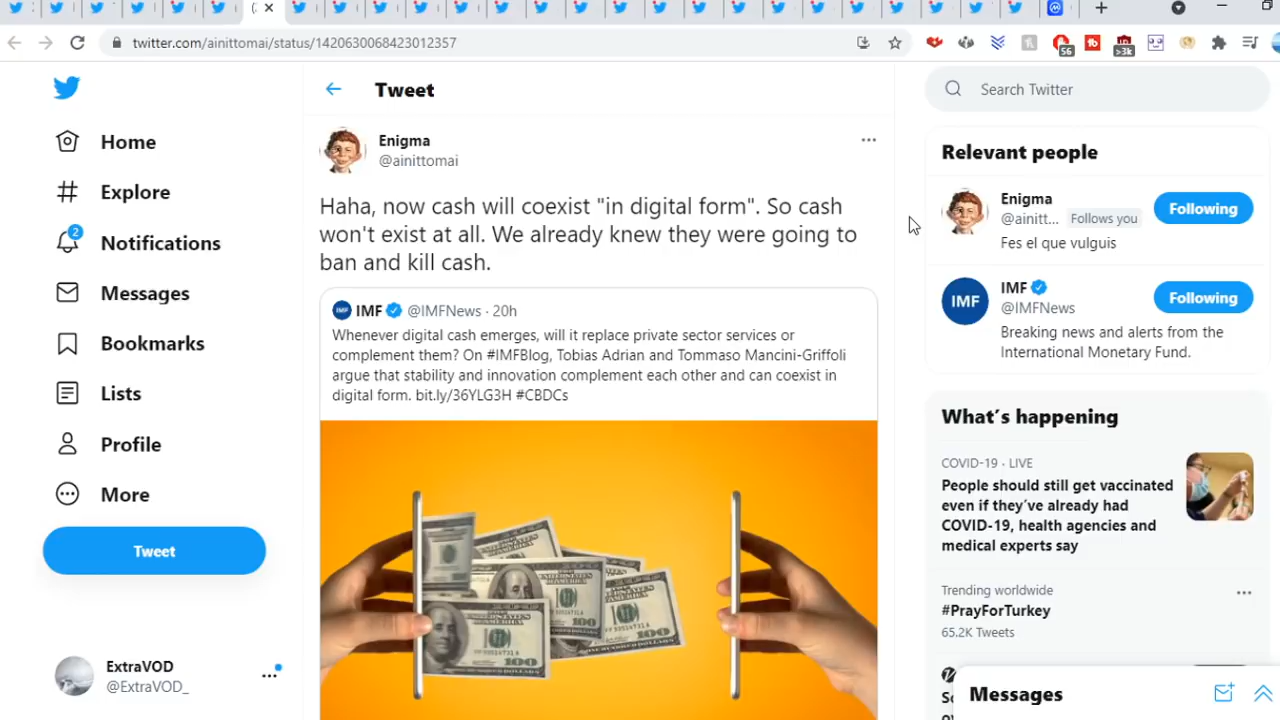 twitter.com/ainittomai/status/1420630068423012357
56
>3k
Home
Explore
2
Notifications
Messages
Bookmarks
Lists
Profile
More
Tweet
ExtraVOD
@ExtraVOD_
Tweet
Enigma
@ainittomai
Haha, now cash will coexist "in digital form". So cash
won't exist at all. We already knew they were going to
ban and kill cash.
IMF @IMFNews · 20h
Whenever digital cash emerges, will it replace private sector services or
complement them? On #IMFBlog, Tobias Adrian and Tommaso Mancini-Griffoli
argue that stability and innovation complement each other and can coexist in
digital form. bit.ly/36YLG3H #CBDCs
100
100
100
Search Twitter
Relevant people
Enigma
@ainitt... Follows you
Following
Fes el que vulguis
IMF
IMF
@IMFNews
Following
Breaking news and alerts from the
International Monetary Fund.
What's happening
COVID-19 · LIVE
People should still get vaccinated
even if they've already had
COVID-19, health agencies and
medical experts say
Trending worldwide
#PrayForTurkey
65.2K Tweets
Messages